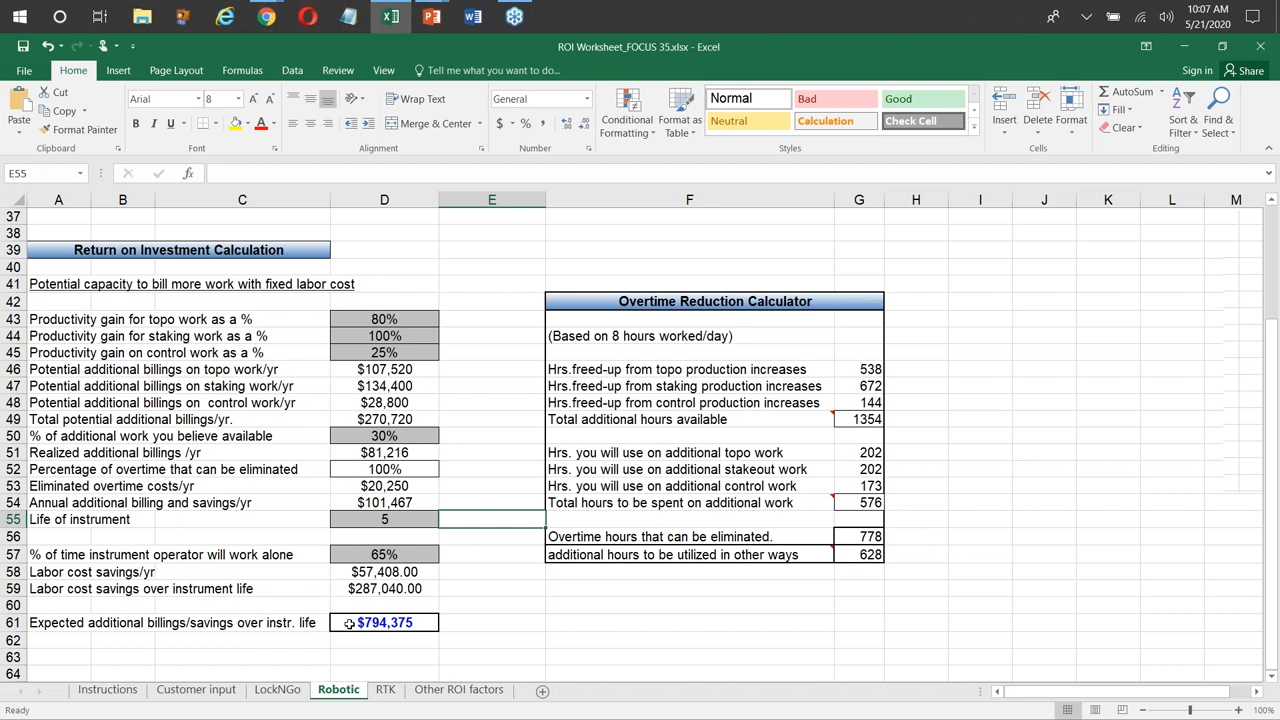 10:07 AM
5/21/2020
ROI Worksheet_FOCUS 35.xlsx - Excel
File Home Insert Page Layout Formulas Data Review View Tell me what you want to do... Sign in Share
Paste Cut Copy Format Painter Clipboard
Arial 8 B I U A Font
Wrap Text Merge & Center Alignment
General $ % , Number
Conditional Formatting Format as Table Normal Bad Good Neutral Calculation Check Cell Styles
Insert Delete Format Cells
AutoSum Fill Clear Sort & Filter Find & Select Editing
E55 fx
A B C D E F G H I J K L M
37
38
39 Return on Investment Calculation
40
41 Potential capacity to bill more work with fixed labor cost
42 Overtime Reduction Calculator
43 Productivity gain for topo work as a % 80%
44 Productivity gain for staking work as a % 100% (Based on 8 hours worked/day)
45 Productivity gain on control work as a % 25%
46 Potential additional billings on topo work/yr $107,520 Hrs.freed-up from topo production increases 538
47 Potential additional billings on staking work/yr $134,400 Hrs.freed-up from staking production increases 672
48 Potential additional billings on control work/yr $28,800 Hrs.freed-up from control production increases 144
49 Total potential additional billings/yr. $270,720 Total additional hours available 1354
50 % of additional work you believe available 30%
51 Realized additional billings /yr $81,216 Hrs. you will use on additional topo work 202
52 Percentage of overtime that can be eliminated 100% Hrs. you will use on additional stakeout work 202
53 Eliminated overtime costs/yr $20,250 Hrs. you will use on additional control work 173
54 Annual additional billing and savings/yr $101,467 Total hours to be spent on additional work 576
55 Life of instrument 5
56 Overtime hours that can be eliminated. 778
57 % of time instrument operator will work alone 65% additional hours to be utilized in other ways 628
58 Labor cost savings/yr $57,408.00
59 Labor cost savings over instrument life $287,040.00
60
61 Expected additional billings/savings over instr. life $794,375
62
63
64
Instructions Customer input LockNGo Robotic RTK Other ROI factors
Ready 100%